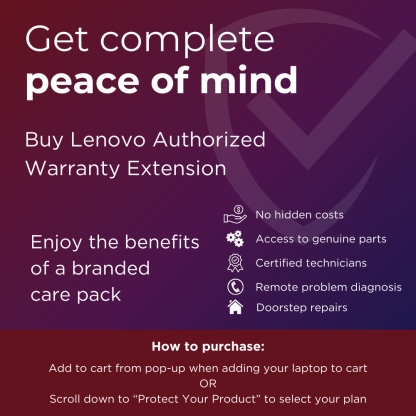 Get complete
peace of mind
Buy Lenovo Authorized
Warranty Extension
Enjoy the benefits
of a branded
care pack
No hidden costs
Access to genuine parts
Certified technicians
Remote problem diagnosis
Doorstep repairs
How to purchase:
Add to cart from pop-up when adding your laptop to cart
OR
Scroll down to “Protect Your Product” to select your plan